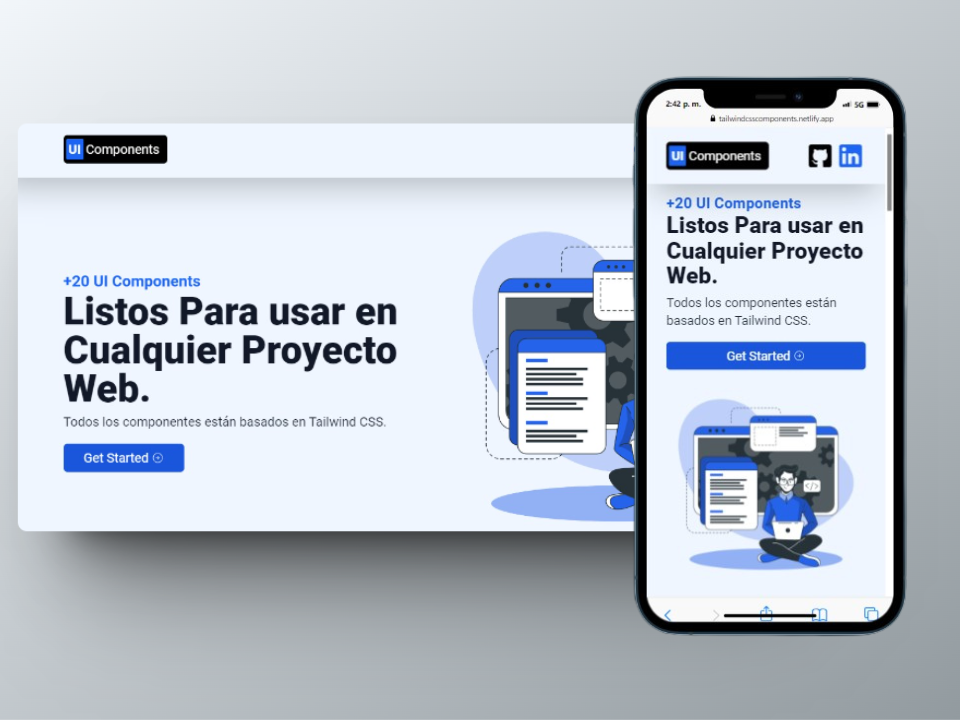 UI Components
+20 UI Components
Listos Para usar en
Cualquier Proyecto
Web.
Todos los componentes están basados en Tailwind CSS.
Get Started
2:42 p. m.
5G
tailwindcsscomponents.netlify.app
UI Components
in
+20 UI Components
Listos Para usar en
Cualquier Proyecto
Web.
Todos los componentes están
basados en Tailwind CSS.
Get Started
</>